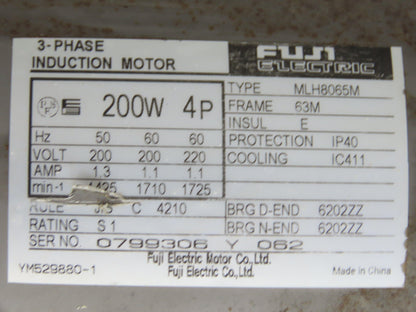 3-PHASE
INDUCTION MOTOR
FUJI
ELECTRIC
200W 4P
Hz 50 60 60
VOLT 200 200 220
AMP 1.3 1.1 1.1
min-1 1425 1710 1725
RULE JPS C 4210
RATING S1
SER NO. 0799306 Y 062
TYPE MLH8065M
FRAME 63M
INSUL E
PROTECTION IP40
COOLING IC411
BRG D-END 6202ZZ
BRG N-END 6202ZZ
Fuji Electric Motor Co.,Ltd.
Fuji Electric Co.,Ltd.
YM529880-1
Made in China